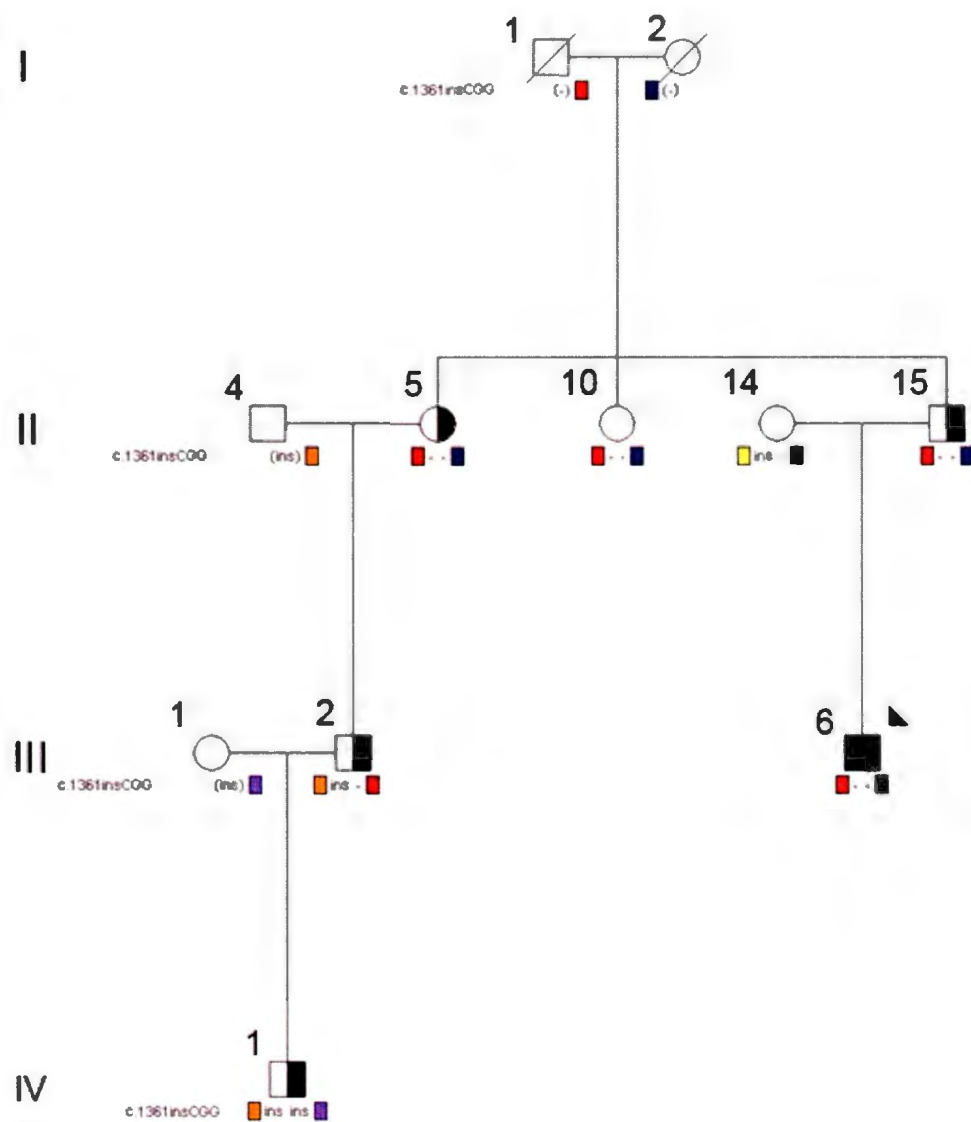 1 2
I
c.1361insCGG (-) (-)
4 5 10 14 15
II
c.1361insCGG (ins) - - - - ins - -
1 2 6
III
c.1361insCGG (ins) ins - - -
1
IV
c.1361insCGG ins ins